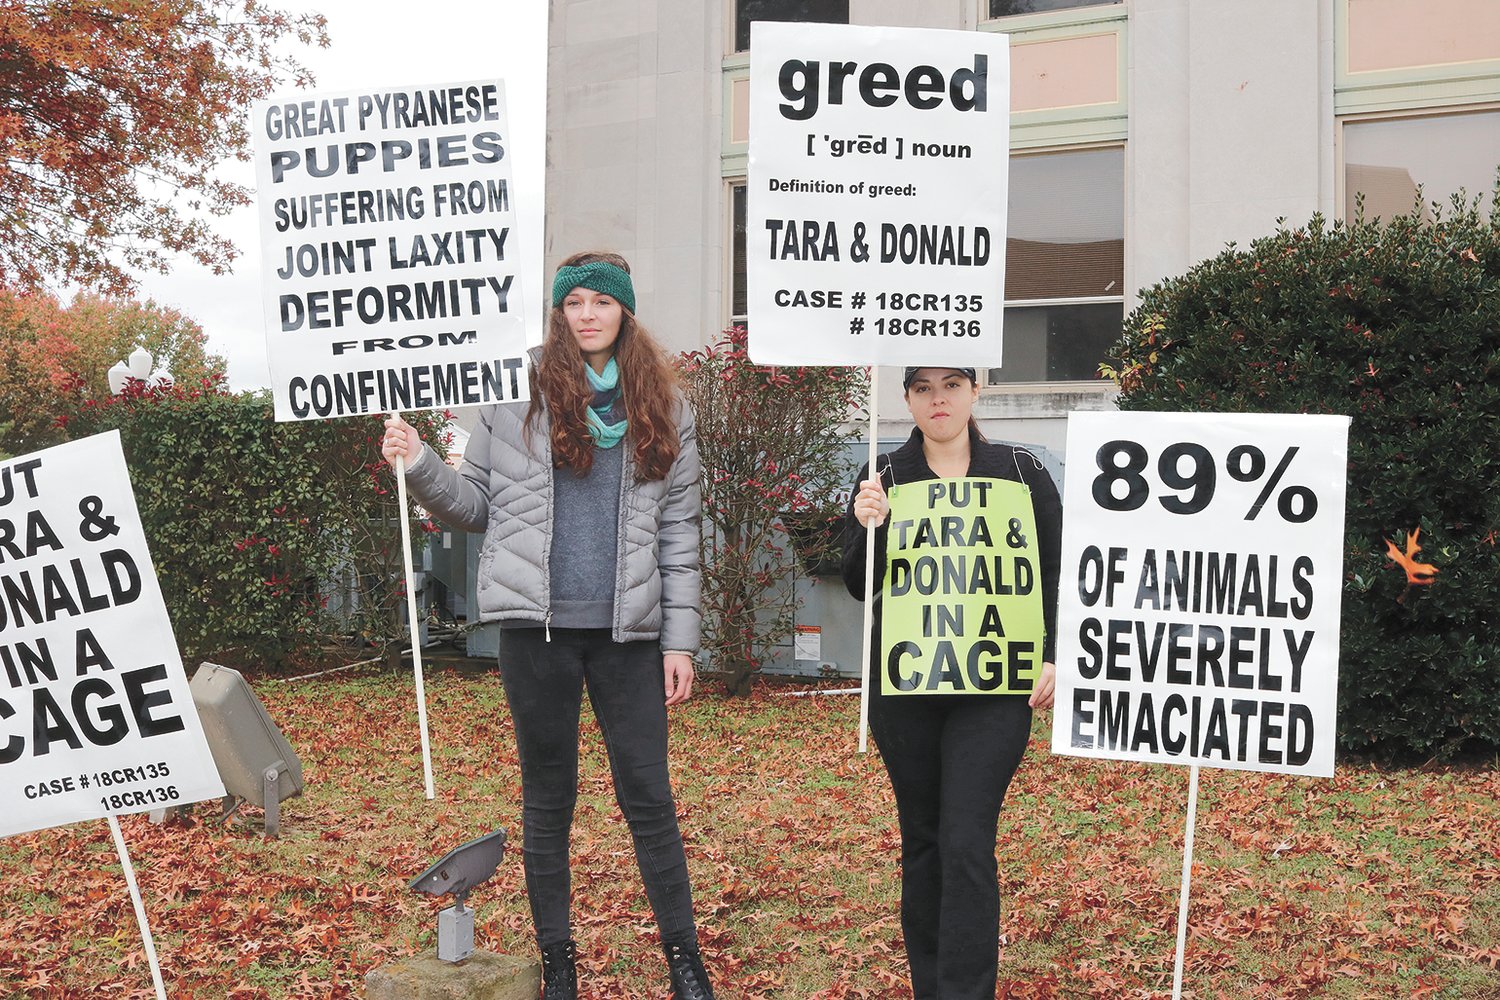 GREAT PYRANESE
PUPPIES
SUFFERING FROM
JOINT LAXITY
DEFORMITY
FROM
CONFINEMENT
greed
[ 'grēd ] noun
Definition of greed:
TARA & DONALD
CASE # 18CR135
# 18CR136
PUT
TARA &
DONALD
IN A
CAGE
89%
OF ANIMALS
SEVERELY
EMACIATED
UT
RA &
ONALD
IN A
CAGE
CASE # 18CR135
18CR136